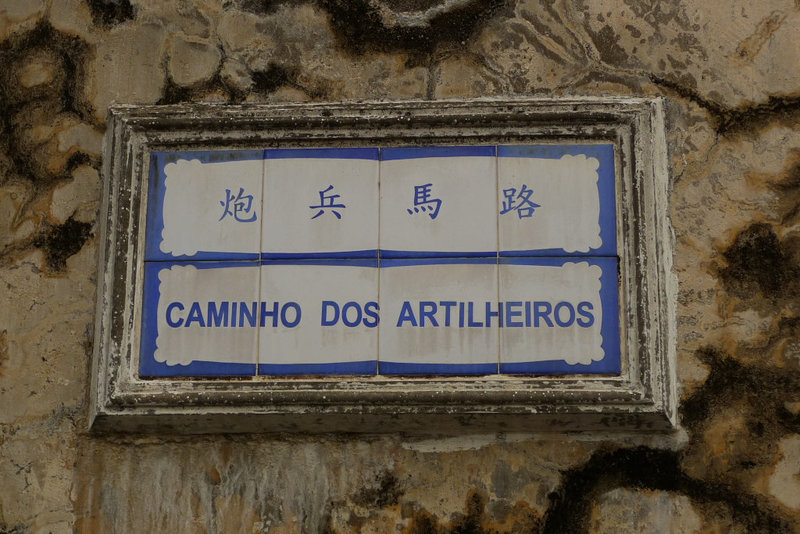 炮兵馬路
CAMINHO DOS ARTILHEIROS